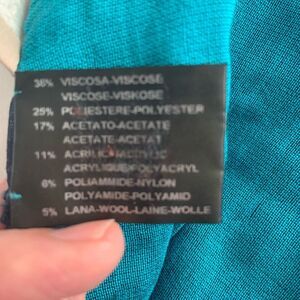 36% VISCOSA-VISCOSE
VISCOSE-VISKOSE
25% POLIESTERE-POLYESTER
17% ACETATO-ACETATE
ACETATE-ACETAT
11% ACRILICA-ACRYLIC
ACRYLIQUE-POLYACRYL
6% POLIAMMIDE-NYLON
POLYAMIDE-POLYAMID
5% LANA-WOOL-LAINE-WOLLE